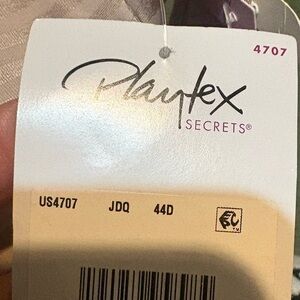 4707
Playtex
SECRETS®
US4707 JDQ 44D